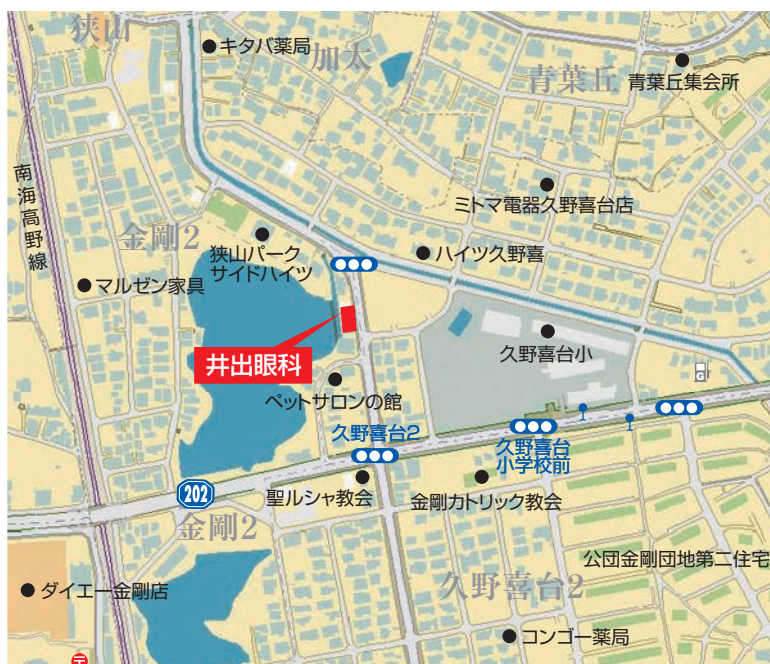 狭山
キタバ薬局
加太
青葉丘
青葉丘集会所
南海高野線
ミトマ電器久野喜台店
金剛2
狭山パーク
サイドハイツ
ハイツ久野喜
マルゼン家具
井出眼科
久野喜台小
G
ペットサロンの館
久野喜台2
久野喜台
小学校前
202
聖ルシャ教会
金剛カトリック教会
金剛2
公団金剛団地第二住宅
ダイエー金剛店
久野喜台2
コンゴー薬局
〒